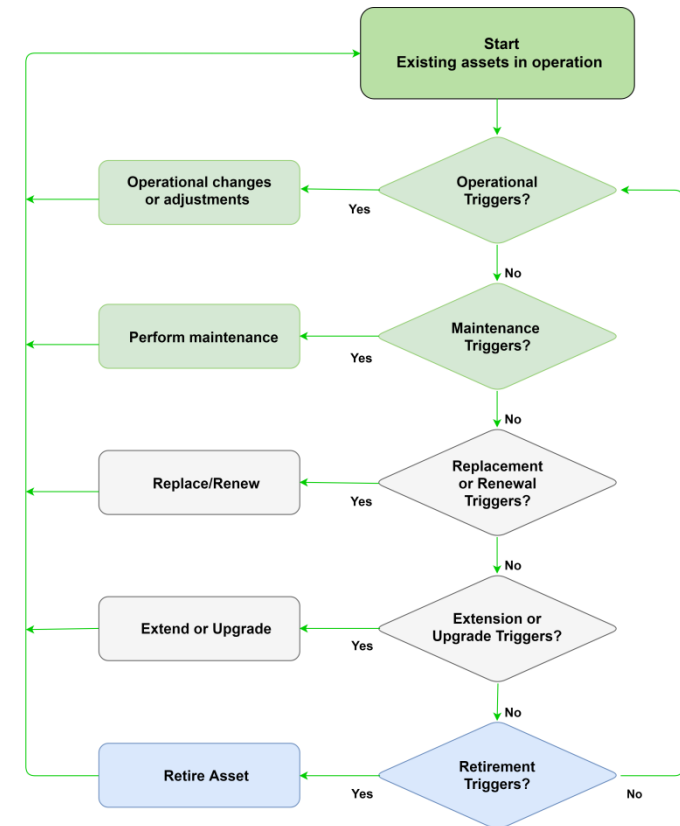 Start
Existing assets in operation
Operational changes
or adjustments
Yes
Operational
Triggers?
No
Perform maintenance
Yes
Maintenance
Triggers?
No
Replace/Renew
Yes
Replacement
or Renewal
Triggers?
No
Extend or Upgrade
Yes
Extension or
Upgrade Triggers?
No
Retire Asset
Yes
Retirement
Triggers?
No